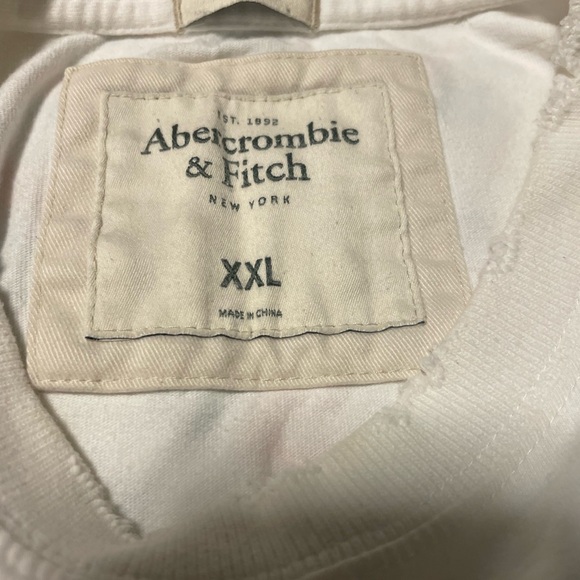 EST. 1892
Abercrombie
& Fitch
NEW YORK
XXL
MADE IN CHINA